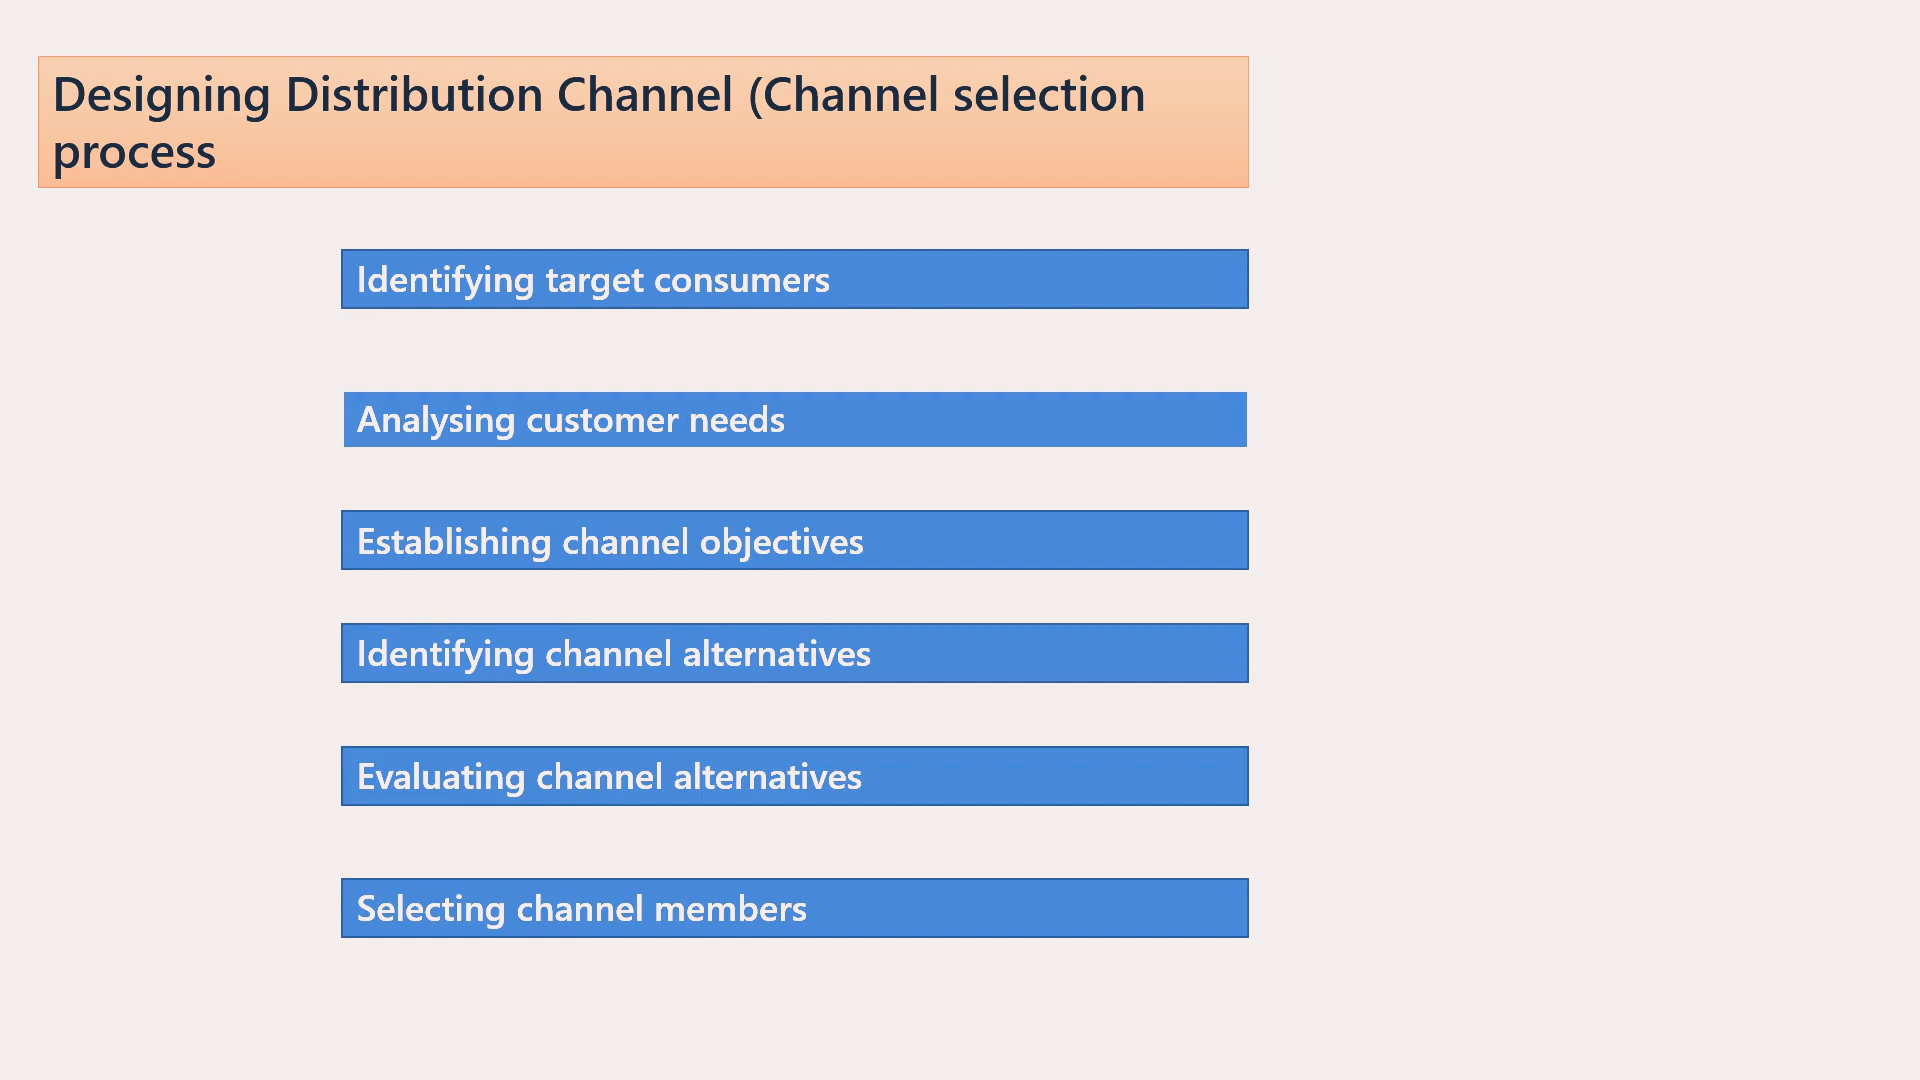 Designing Distribution Channel (Channel selection
process
Identifying target consumers
Analysing customer needs
Establishing channel objectives
Identifying channel alternatives
Evaluating channel alternatives
Selecting channel members